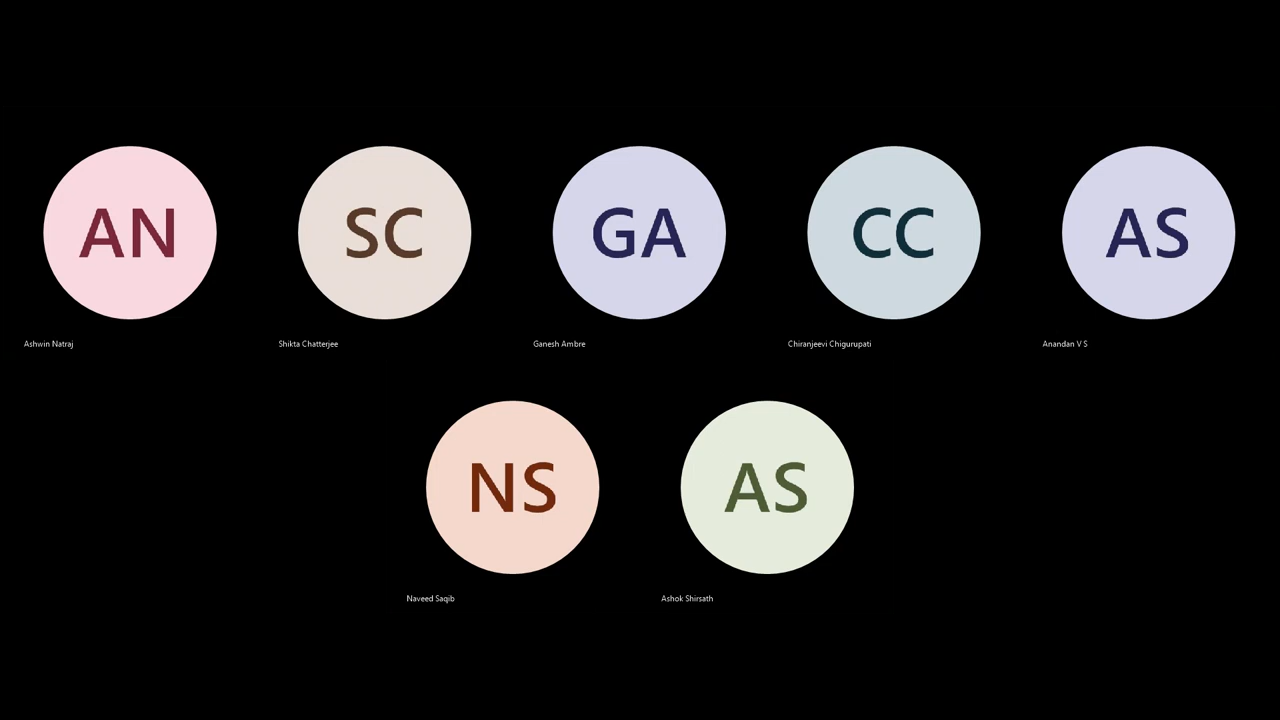 AN SC GA CC AS
Ashwin Natraj Shikta Chatterjee Ganesh Ambre Chiranjeevi Chigurupati Anandan V S
NS AS
Naveed Saqib Ashok Shirsath